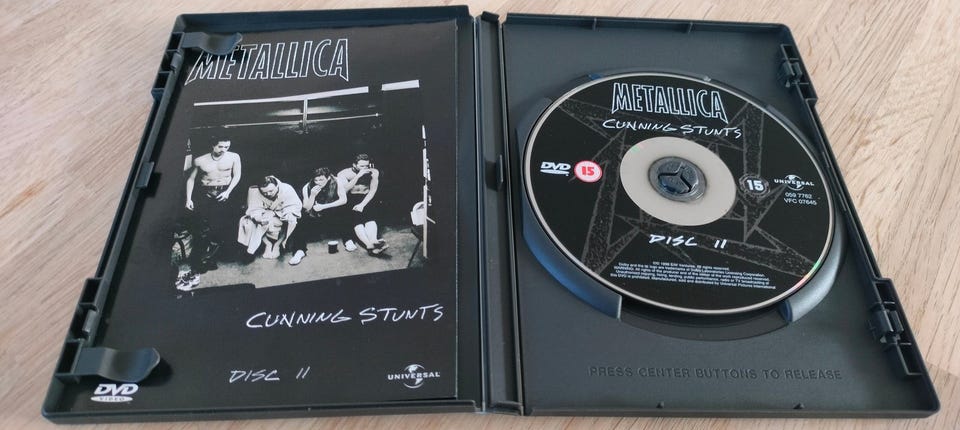 METALLICA
CUNNING STUNTS
DISC II
UNIVERSAL
DVD
VIDEO
METALLICA
CUNNING STUNTS
DVD
15
15
UNIVERSAL
059 7762
VFC 07645
DISC II
PRESS CENTER BUTTONS TO RELEASE